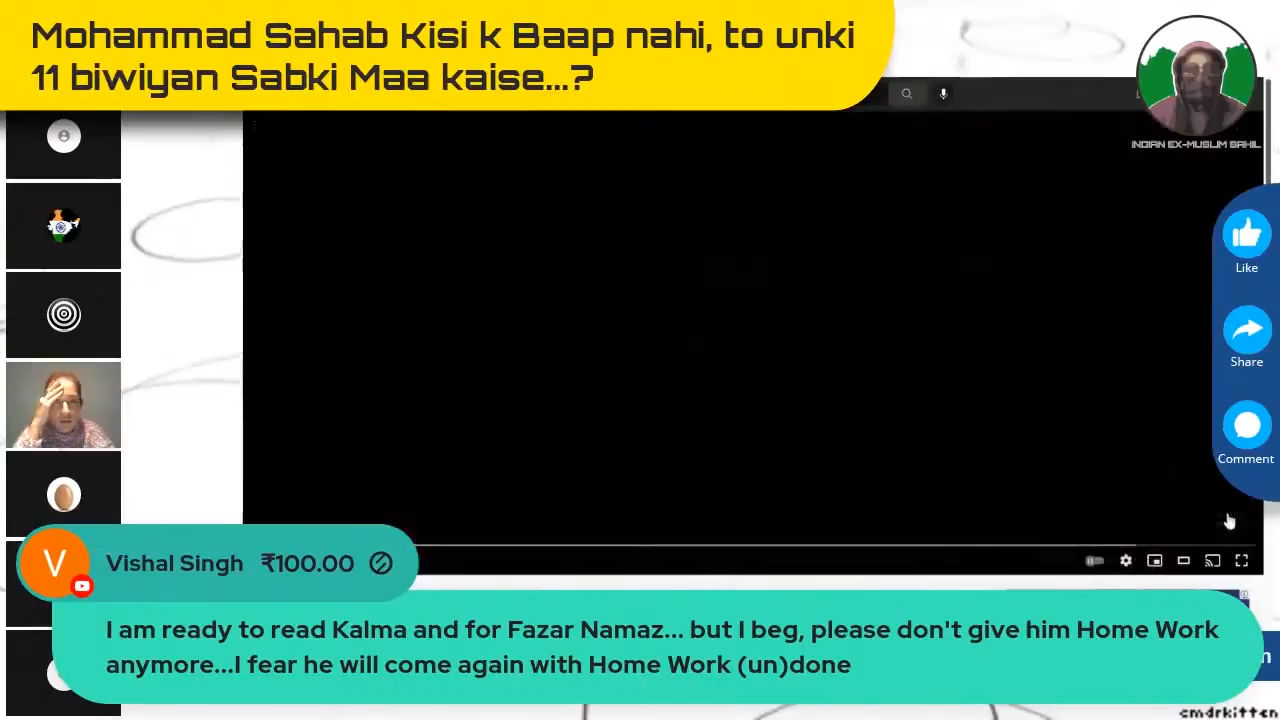 Mohammad Sahab Kisi k Baap nahi, to unki
11 biwiyan Sabki Maa kaise...?
INDIAN EX-MUSLIM SAHIL
Like
Share
Comment
V
Vishal Singh ₹100.00
I am ready to read Kalma and for Fazar Namaz... but I beg, please don't give him Home Work
anymore...I fear he will come again with Home Work (un)done
n
cmdrkitten